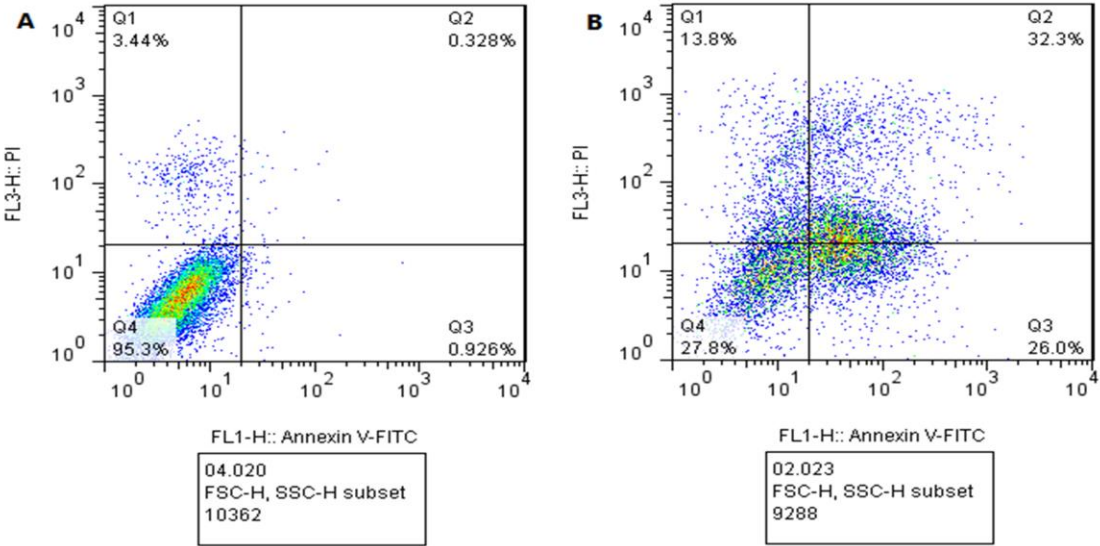 A
B
Q1
3.44%
Q2
0.328%
Q1
13.8%
Q2
32.3%
10^4
10^3
10^2
10^1
10^0
FL3-H:: PI
10^4
10^3
10^2
10^1
10^0
FL3-H:: PI
Q4
95.3%
Q3
0.926%
Q4
27.8%
Q3
26.0%
10^0 10^1 10^2 10^3 10^4
10^0 10^1 10^2 10^3 10^4
FL1-H:: Annexin V-FITC
FL1-H:: Annexin V-FITC
04.020
FSC-H, SSC-H subset
10362
02.023
FSC-H, SSC-H subset
9288